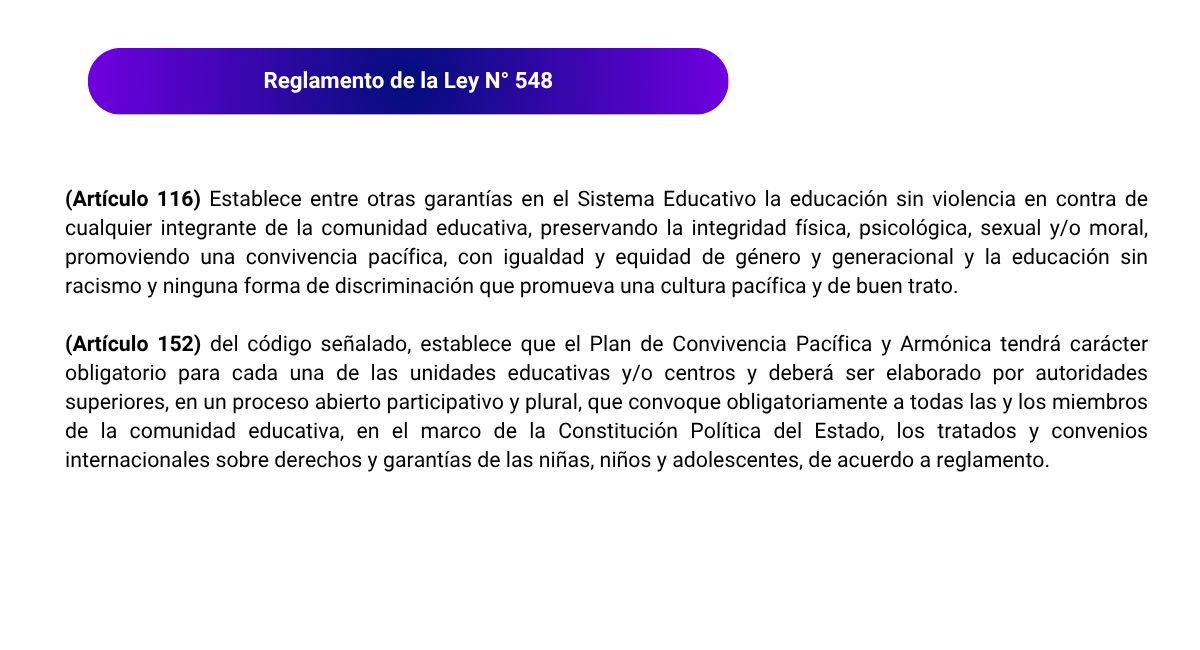 Reglamento de la Ley N° 548
(Artículo 116) Establece entre otras garantías en el Sistema Educativo la educación sin violencia en contra de
cualquier integrante de la comunidad educativa, preservando la integridad física, psicológica, sexual y/o moral,
promoviendo una convivencia pacífica, con igualdad y equidad de género y generacional y la educación sin
racismo y ninguna forma de discriminación que promueva una cultura pacífica y de buen trato.
(Artículo 152) del código señalado, establece que el Plan de Convivencia Pacífica y Armónica tendrá carácter
obligatorio para cada una de las unidades educativas y/o centros y deberá ser elaborado por autoridades
superiores, en un proceso abierto participativo y plural, que convoque obligatoriamente a todas las y los miembros
de la comunidad educativa, en el marco de la Constitución Política del Estado, los tratados y convenios
internacionales sobre derechos y garantías de las niñas, niños y adolescentes, de acuerdo a reglamento.